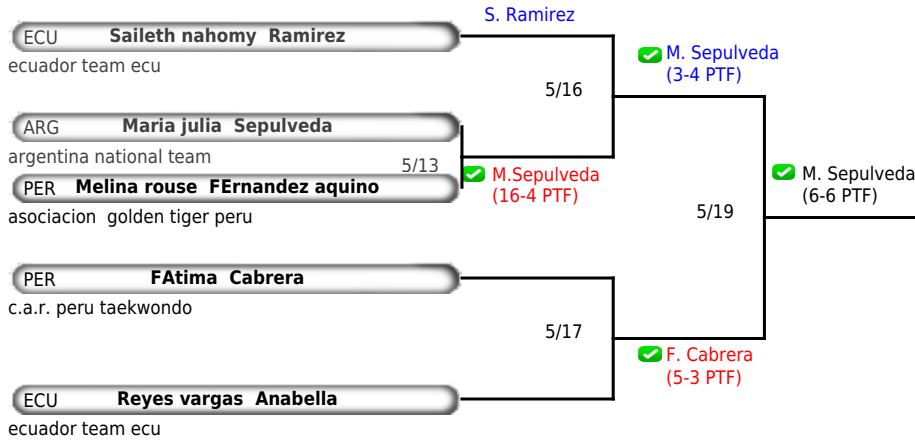 S. Ramirez
ECU Saileth nahomy Ramirez
ecuador team ecu
M. Sepulveda
(3-4 PTF)
5/16
ARG Maria julia Sepulveda
argentina national team
5/13
M.Sepulveda
(16-4 PTF)
PER Melina rouse FErnandez aquino
asociacion golden tiger peru
M. Sepulveda
(6-6 PTF)
5/19
PER FAtima Cabrera
c.a.r. peru taekwondo
5/17
F. Cabrera
(5-3 PTF)
ECU Reyes vargas Anabella
ecuador team ecu